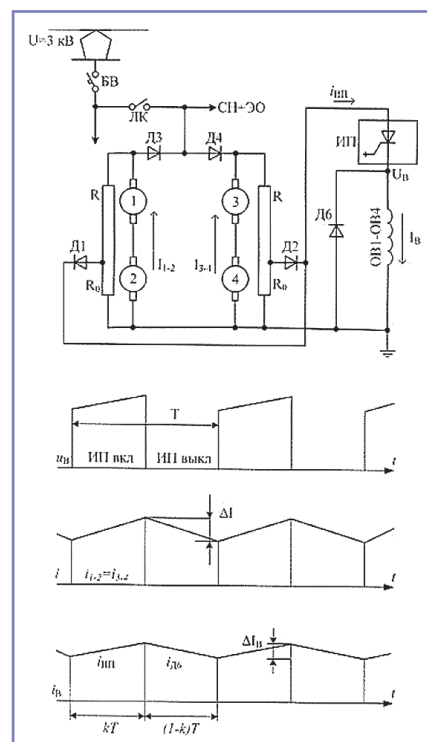 U=3 кВ
БВ
ЛК
СН+ЭО
iВП
ИП
UВ
Д3
Д4
R
R
1
3
Д6
ОВ1-ОВ4
IВ
Д1
I1-2
I3-4
Д2
R0
2
4
R0
T
ИП вкл
ИП выкл
uВ
t
ΔI
i
i1-2=i3-4
t
ΔIВ
iВП
iД6
iВ
t
kT
(1-k)T